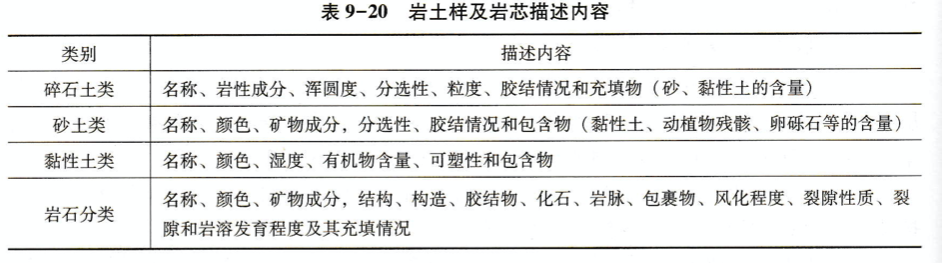 表 9-20 岩土样及岩芯描述内容
类别 描述内容
碎石土类 名称、岩性成分、浑圆度、分选性、粒度、胶结情况和充填物（砂、黏性土的含量）
砂土类 名称、颜色、矿物成分，分选性、胶结情况和包含物（黏性土、动植物残骸、卵砾石等的含量）
黏性土类 名称、颜色、湿度、有机物含量、可塑性和包含物
岩石分类 名称、颜色、矿物成分，结构、构造、胶结物、化石、岩脉、包裹物、风化程度、裂隙性质、裂
隙和岩溶发育程度及其充填情况